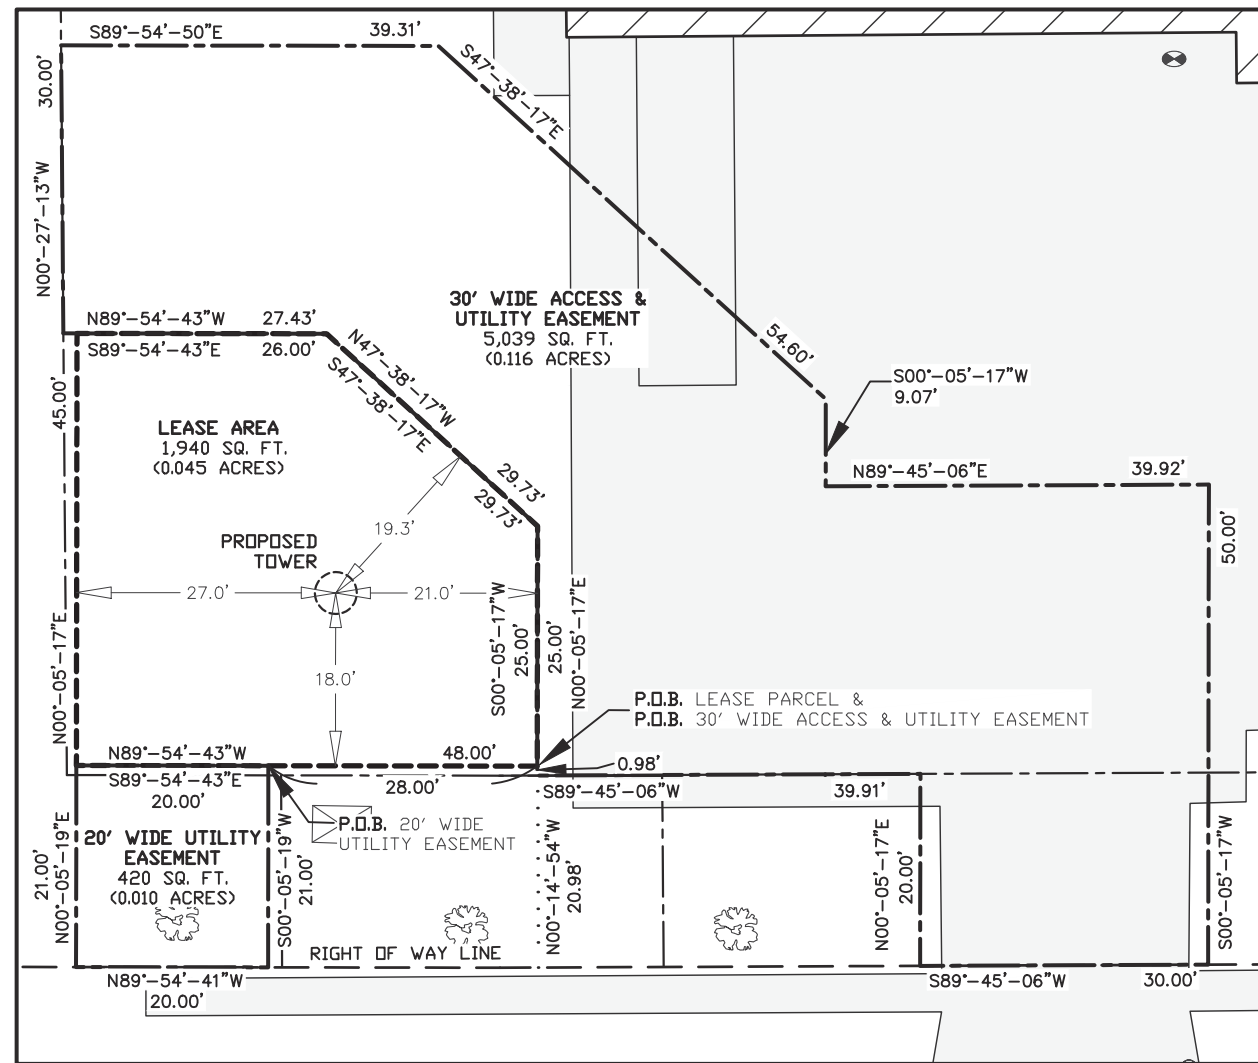 S89°-54'-50"E
39.31'
30.00'
N00°-27'-13"W
S47°-38'-17"E
54.60'
30' WIDE ACCESS &
UTILITY EASEMENT
5,039 SQ. FT.
(0.116 ACRES)
N89°-54'-43"W
27.43'
S89°-54'-43"E
26.00'
N47°-38'-17"W
S47°-38'-17"E
29.73'
29.73'
S00°-05'-17"W
9.07'
N89°-45'-06"E
39.92'
50.00'
45.00'
LEASE AREA
1,940 SQ. FT.
(0.045 ACRES)
19.3'
PROPOSED
TOWER
27.0'
21.0'
18.0'
N00°-05'-17"E
S00°-05'-17"W
25.00'
25.00'
N00°-05'-17"E
P.O.B. LEASE PARCEL &
P.O.B. 30' WIDE ACCESS & UTILITY EASEMENT
N89°-54'-43"W
48.00'
0.98'
S89°-54'-43"E
20.00'
28.00'
S89°-45'-06"W
39.91'
P.O.B. 20' WIDE
UTILITY EASEMENT
20' WIDE UTILITY
EASEMENT
420 SQ. FT.
(0.010 ACRES)
21.00'
N00°-05'-19"E
S00°-05'-19"W
21.00'
N00°-14'-54"W
20.98'
N00°-05'-17"E
20.00'
S00°-05'-17"W
RIGHT OF WAY LINE
N89°-54'-41"W
20.00'
S89°-45'-06"W
30.00'